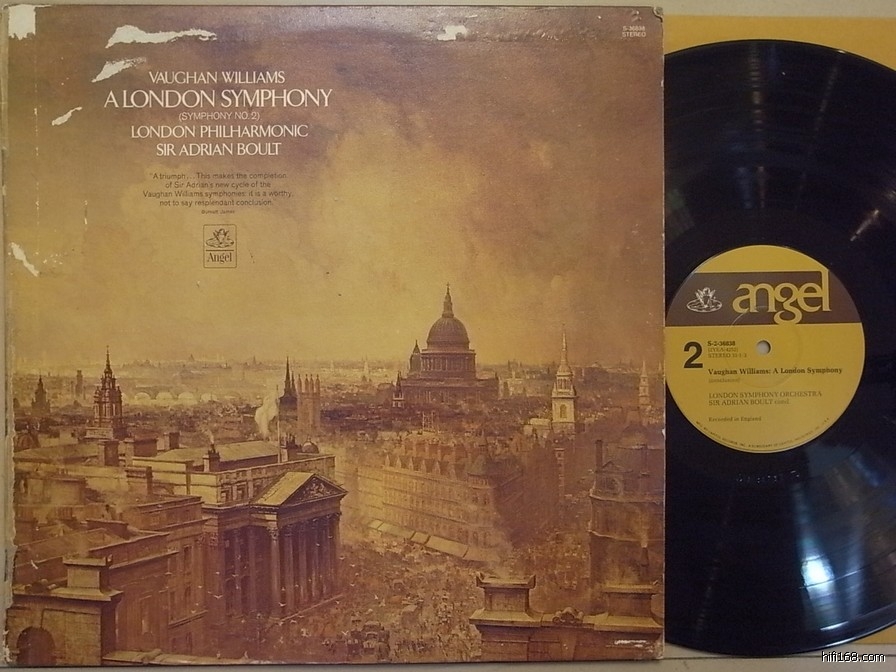 S-36838
STEREO
VAUGHAN WILLIAMS
A LONDON SYMPHONY
(SYMPHONY NO.2)
LONDON PHILHARMONIC
SIR ADRIAN BOULT
"A triumph... This makes the completion
of Sir Adrian's new cycle of the
Vaughan Williams symphonies: it is a worthy,
not to say resplendent conclusion."
Angel
angel
2
S-2-36838
STEREO
Vaughan Williams: A London Symphony
LONDON SYMPHONY ORCHESTRA
SIR ADRIAN BOULT cond.
Recorded in England
hifi168.com